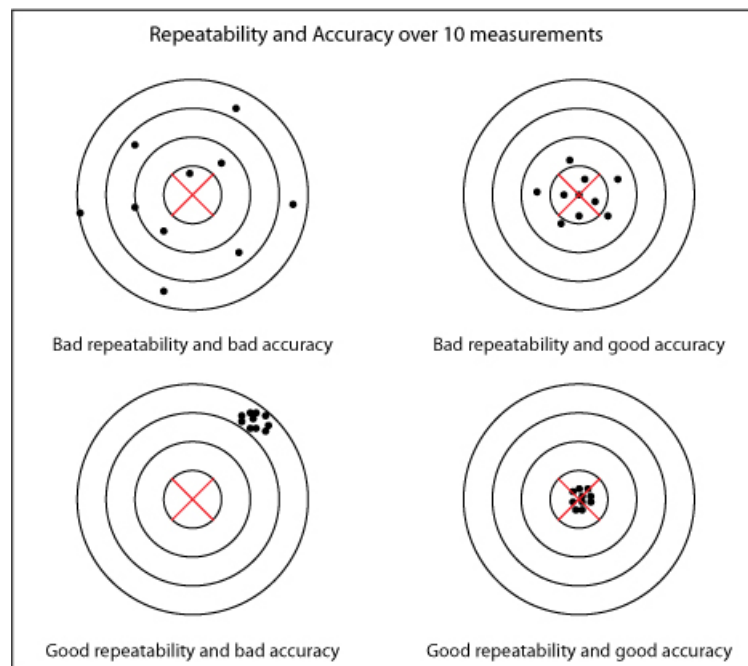 Repeatability and Accuracy over 10 measurements
Bad repeatability and bad accuracy
Bad repeatability and good accuracy
Good repeatability and bad accuracy
Good repeatability and good accuracy